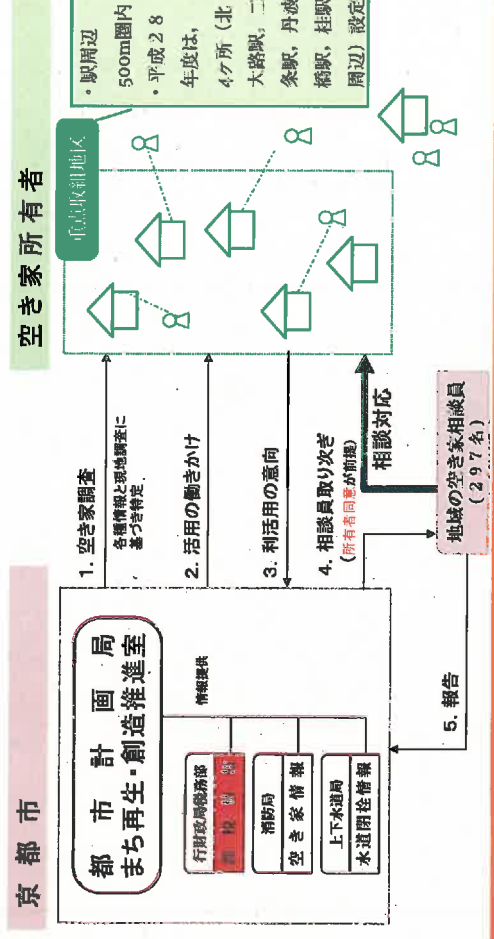 京都市
都市計画局
まち再生・創造推進室
情報提供
行財政局税務部
消防局
空き家情報
上下水道局
水道閉栓情報
1. 空き家調査
各種情報と現地調査に
基づき特定
2. 活用の働きかけ
3. 利活用の意向
4. 相談員取り次ぎ
(所有者同意が前提)
相談対応
5. 報告
地域の空き家相談員
(297名)
空き家所有者
重点取組地区
・駅周辺
500m圏内
・平成28
年度は,
4ケ所(北
大路駅,二
条駅,丹波
橋駅,桂駅
周辺)設定